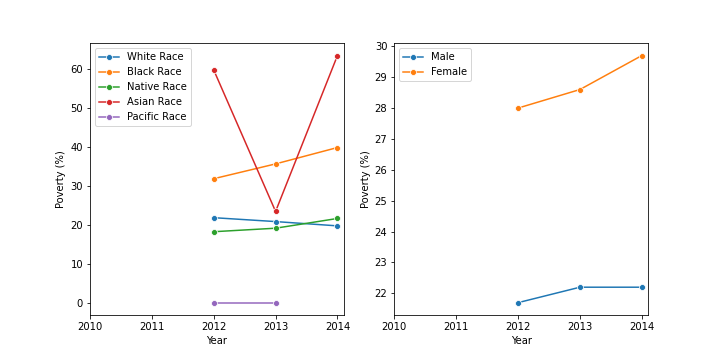 White Race
Black Race
Native Race
Asian Race
Pacific Race
Poverty (%)
60
50
40
30
20
10
0
2010 2011 2012 2013 2014
Year
Male
Female
Poverty (%)
30
29
28
27
26
25
24
23
22
2010 2011 2012 2013 2014
Year